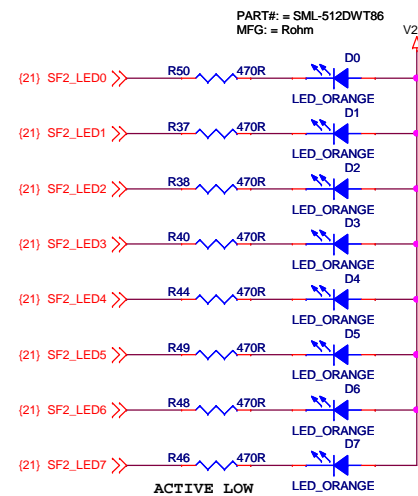 PART#: = SML-512DWT86
MFG: = Rohm
V2
D0
{21} SF2_LED0 R50 470R
LED_ORANGE
D1
{21} SF2_LED1 R37 470R
LED_ORANGE
D2
{21} SF2_LED2 R38 470R
LED_ORANGE
D3
{21} SF2_LED3 R40 470R
LED_ORANGE
D4
{21} SF2_LED4 R44 470R
LED_ORANGE
D5
{21} SF2_LED5 R49 470R
LED_ORANGE
D6
{21} SF2_LED6 R48 470R
LED_ORANGE
D7
{21} SF2_LED7 R46 470R
LED_ORANGE
ACTIVE LOW